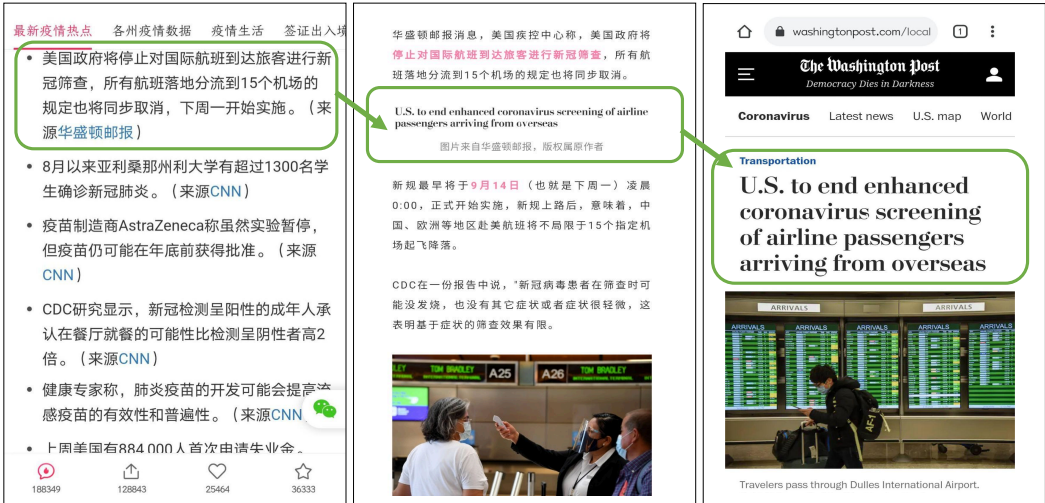 最新疫情热点 各州疫情数据 疫情生活 签证出入境
美国政府将停止对国际航班到达旅客进行新
冠筛查，所有航班落地分流到15个机场的
规定也将同步取消，下周一开始实施。（来
源华盛顿邮报）
8月以来亚利桑那州利大学有超过1300名学
生确诊新冠肺炎。（来源CNN）
疫苗制造商AstraZeneca称虽然实验暂停，
但疫苗仍可能在年底前获得批准。（来源
CNN）
CDC研究显示，新冠检测呈阳性的成年人承
认在餐厅就餐的可能性比检测呈阴性者高2
倍。（来源CNN）
健康专家称，肺炎疫苗的开发可能会提高流
感疫苗的有效性和普遍性。（来源CNN
上周美国有884,000人首次申请失业金。
188349 128843 25464 36333
华盛顿邮报消息，美国疾控中心称，美国政府将
停止对国际航班到达旅客进行新冠筛查，所有航
班落地分流到15个机场的规定也将同步取消。
U.S. to end enhanced coronavirus screening of airline
passengers arriving from overseas
图片来自华盛顿邮报，版权属原作者
新规最早将于9月14日（也就是下周一）凌晨
0:00，正式开始实施，新规上路后，意味着，中
国、欧洲等地区赴美航班将不局限于15个指定机
场起飞降落。
CDC在一份报告中说，"新冠病毒患者在筛查时可
能没发烧，也没有其它症状或者症状很轻微，这
表明基于症状的筛查效果有限。
TOM BRADLEY A25 A26 TOM BRADLEY
washingtonpost.com/local 1
The Washington Post
Democracy Dies in Darkness
Coronavirus Latest news U.S. map World
Transportation
U.S. to end enhanced
coronavirus screening
of airline passengers
arriving from overseas
ARRIVALS ARRIVALS
ARRIVALS ARRIVALS ARRIVALS ARRIVALS
AF-1
Travelers pass through Dulles International Airport.